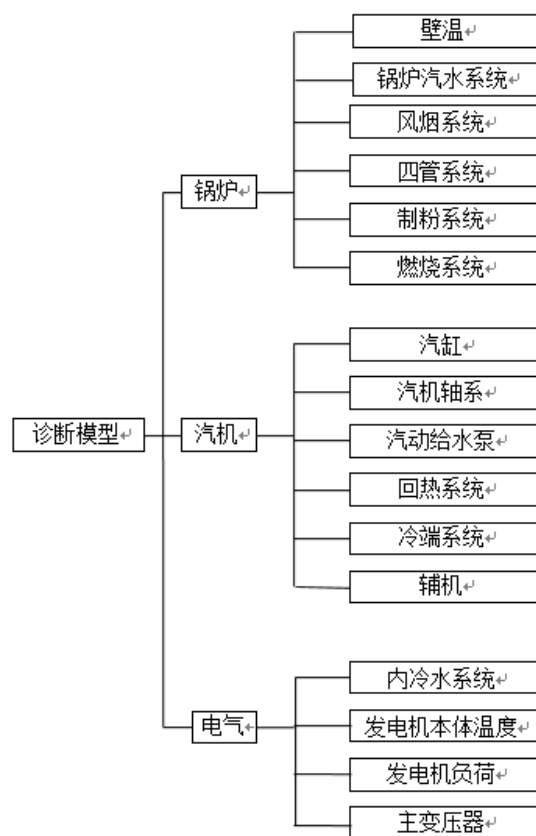 壁温
锅炉汽水系统
风烟系统
四管系统
锅炉
制粉系统
燃烧系统
汽缸
汽机轴系
诊断模型
汽机
汽动给水泵
回热系统
冷端系统
辅机
内冷水系统
电气
发电机本体温度
发电机负荷
主变压器